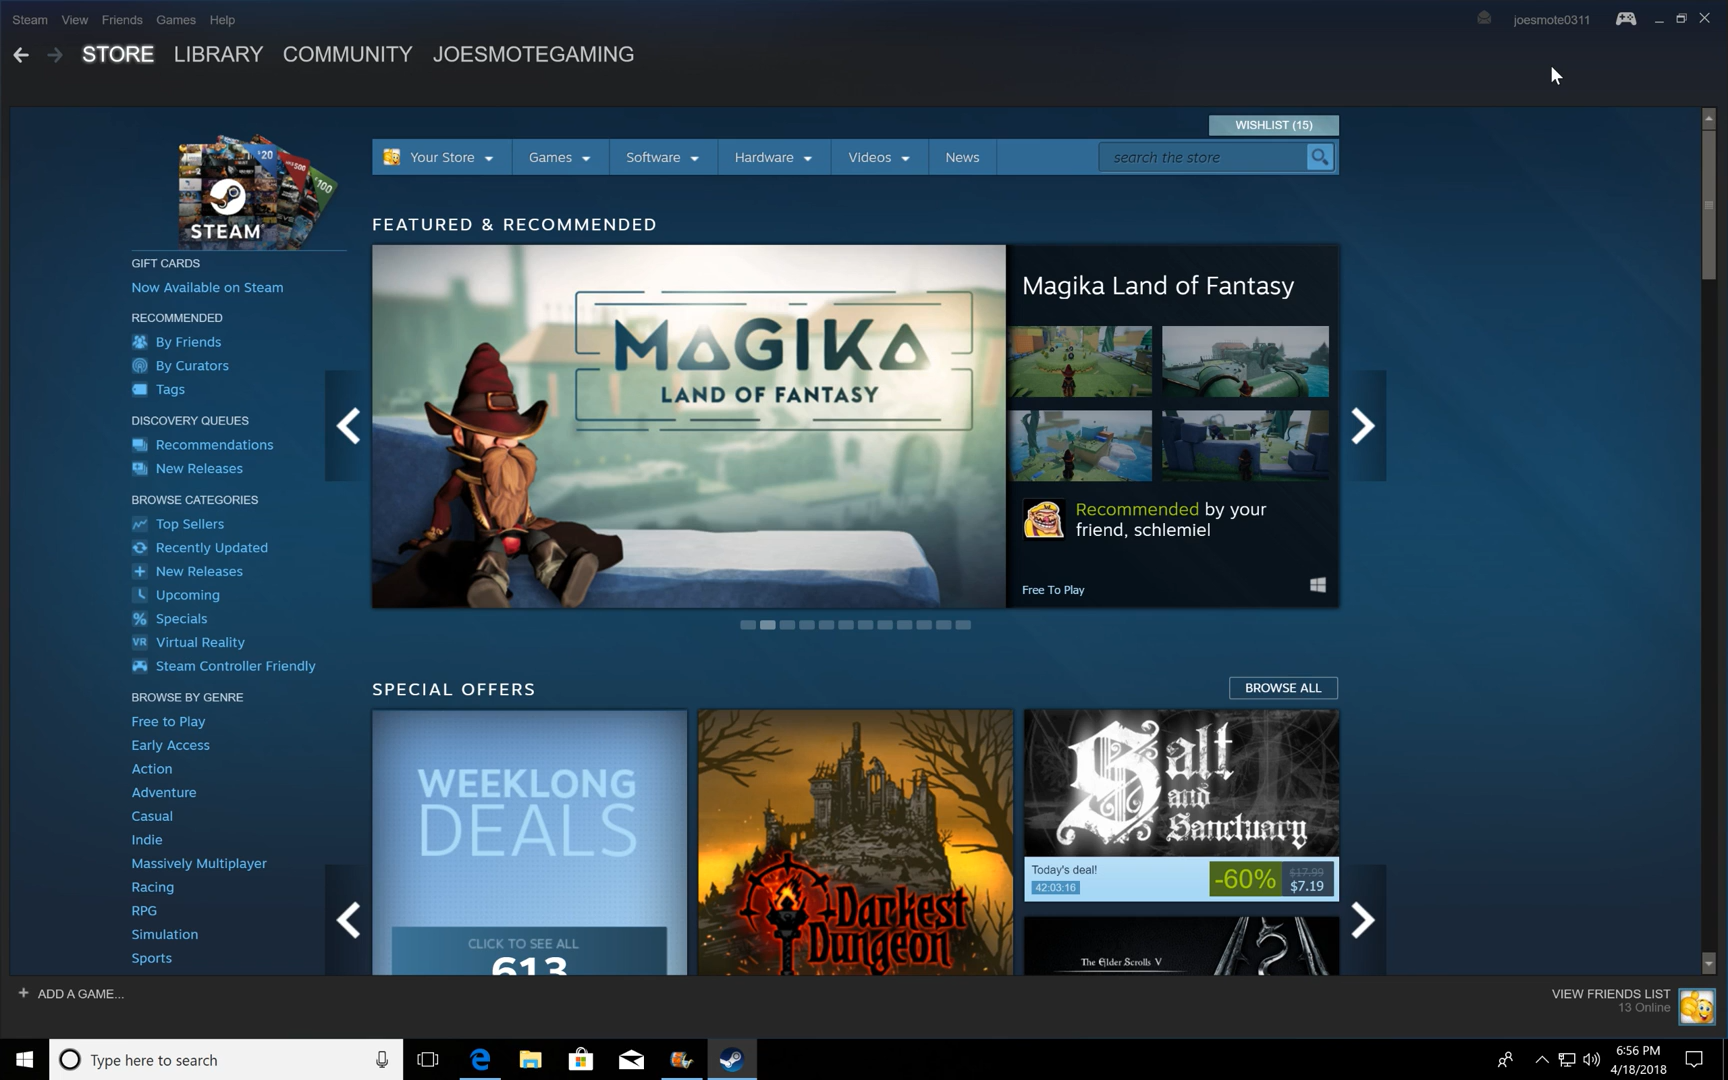 Steam View Friends Games Help
joesmote0311
STORE LIBRARY COMMUNITY JOESMOTEGAMING
WISHLIST (15)
Your Store Games Software Hardware Videos News
search the store
$20
$500
$100
STEAM
GIFT CARDS
Now Available on Steam
RECOMMENDED
By Friends
By Curators
Tags
DISCOVERY QUEUES
Recommendations
New Releases
BROWSE CATEGORIES
Top Sellers
Recently Updated
New Releases
Upcoming
Specials
VR Virtual Reality
Steam Controller Friendly
BROWSE BY GENRE
Free to Play
Early Access
Action
Adventure
Casual
Indie
Massively Multiplayer
Racing
RPG
Simulation
Sports
FEATURED & RECOMMENDED
MAGIKA
LAND OF FANTASY
Magika Land of Fantasy
Recommended by your
friend, schlemiel
Free To Play
SPECIAL OFFERS
BROWSE ALL
WEEKLONG
DEALS
CLICK TO SEE ALL
613
Darkest
Dungeon
Salt
and
Sanctuary
Today's deal!
42:03:16
-60%
$17.99
$7.19
The Elder Scrolls V
+ ADD A GAME...
VIEW FRIENDS LIST
13 Online
Type here to search
6:56 PM
4/18/2018